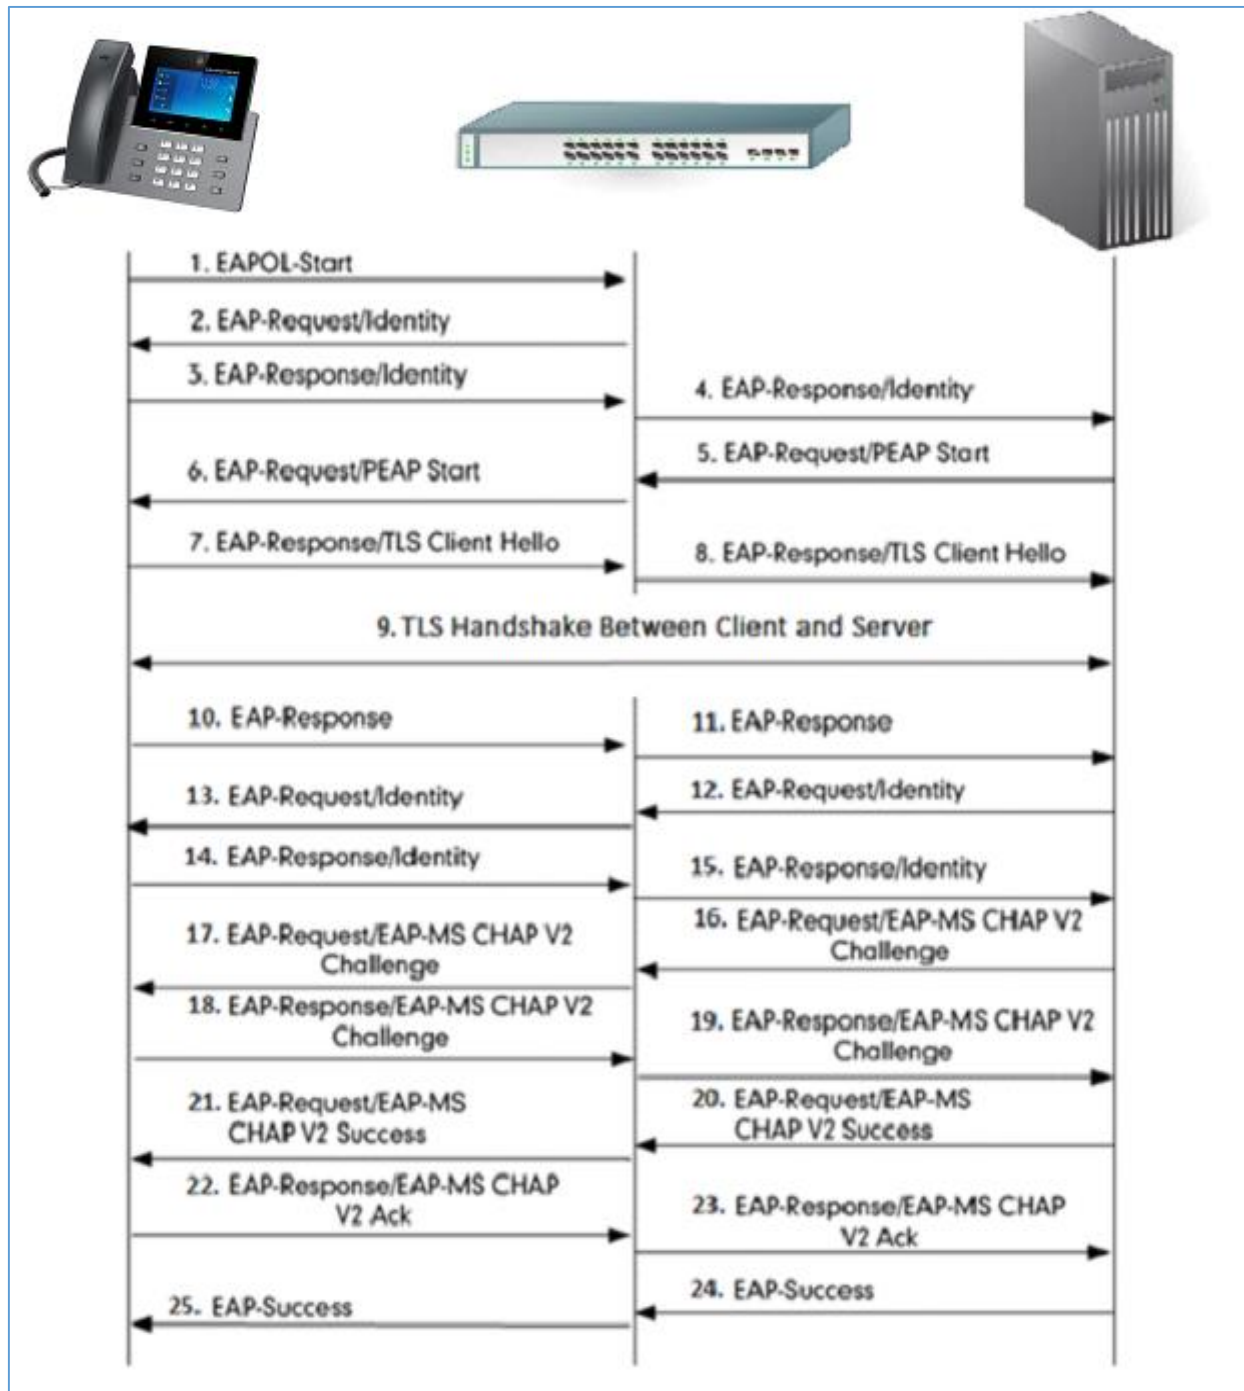 1. EAPOL-Start
2. EAP-Request/Identity
3. EAP-Response/Identity
4. EAP-Response/Identity
5. EAP-Request/PEAP Start
6. EAP-Request/PEAP Start
7. EAP-Response/TLS Client Hello
8. EAP-Response/TLS Client Hello
9. TLS Handshake Between Client and Server
10. EAP-Response
11. EAP-Response
12. EAP-Request/Identity
13. EAP-Request/Identity
14. EAP-Response/Identity
15. EAP-Response/Identity
16. EAP-Request/EAP-MS CHAP V2
Challenge
17. EAP-Request/EAP-MS CHAP V2
Challenge
18. EAP-Response/EAP-MS CHAP V2
Challenge
19. EAP-Response/EAP-MS CHAP V2
Challenge
20. EAP-Request/EAP-MS
CHAP V2 Success
21. EAP-Request/EAP-MS
CHAP V2 Success
22. EAP-Response/EAP-MS CHAP
V2 Ack
23. EAP-Response/EAP-MS CHAP
V2 Ack
24. EAP-Success
25. EAP-Success